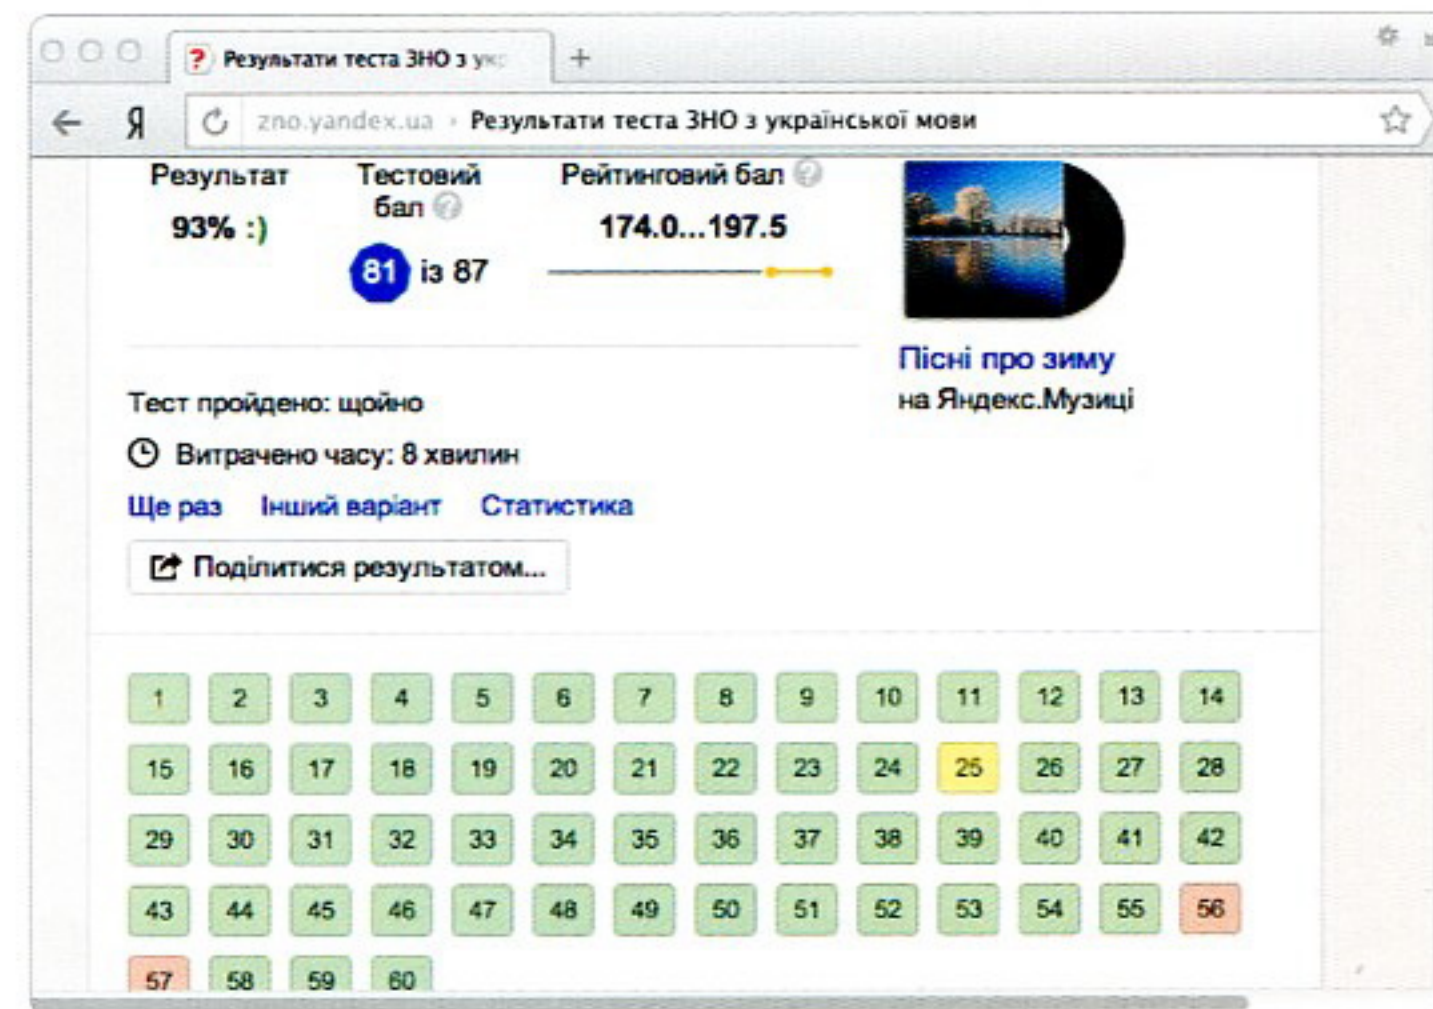 Результати теста ЗНО з укр
Я zno.yandex.ua · Результати теста ЗНО з української мови
Результат
93% :)
Тестовий
бал ?
81 із 87
Рейтинговий бал ?
174.0...197.5
Пісні про зиму
на Яндекс.Музиці
Тест пройдено: щойно
Витрачено часу: 8 хвилин
Ще раз Інший варіант Статистика
Поділитися результатом...
1 2 3 4 5 6 7 8 9 10 11 12 13 14
15 16 17 18 19 20 21 22 23 24 25 26 27 28
29 30 31 32 33 34 35 36 37 38 39 40 41 42
43 44 45 46 47 48 49 50 51 52 53 54 55 56
57 58 59 60